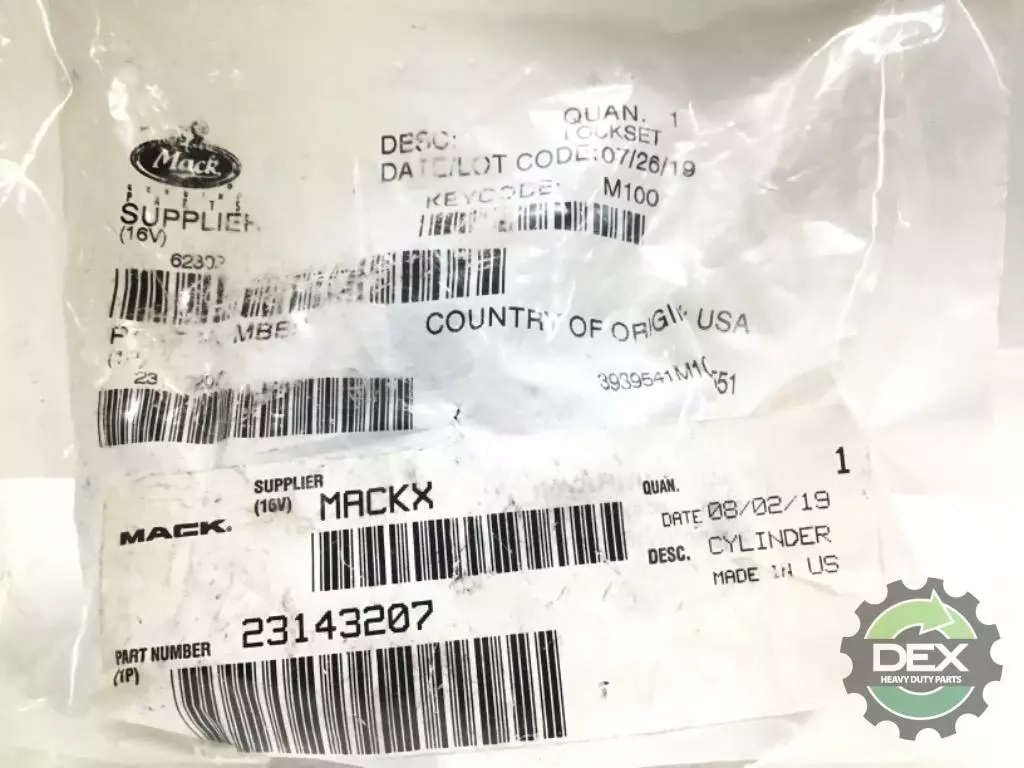 QUAN. 1
DESC: LOCKSET
DATE/LOT CODE:07/26/19
KEYCODE: M100
Mack
GENUINE
PARTS
SUPPLIER
(16V)
COUNTRY OF ORIGIN USA
SUPPLIER
(16V)
MACKX
QUAN. 1
MACK.
DATE 08/02/19
DESC. CYLINDER
MADE IN US
PART NUMBER
(1P)
23143207
DEX
HEAVY DUTY PARTS